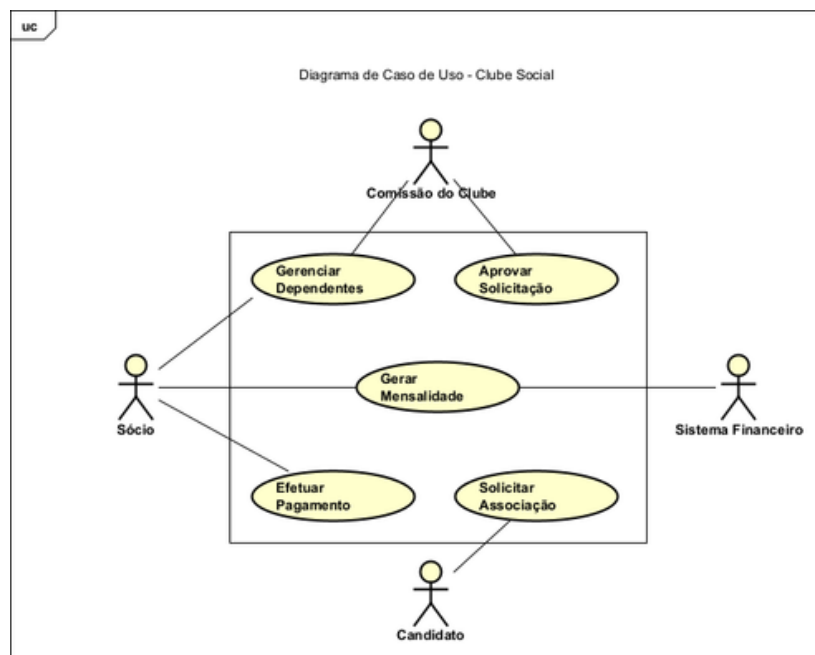 uc
Diagrama de Caso de Uso - Clube Social
Comissão do Clube
Gerenciar
Dependentes
Aprovar
Solicitação
Gerar
Mensalidade
Sócio
Sistema Financeiro
Efetuar
Pagamento
Solicitar
Associação
Candidato